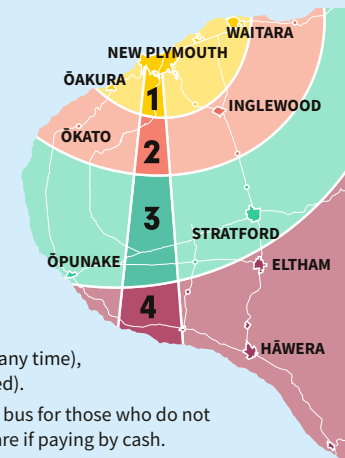 WAITARA
NEW PLYMOUTH
ŌAKURA
1
INGLEWOOD
ŌKATO
2
3
STRATFORD
ŌPUNAKE
ELTHAM
4
HĀWERA
any time),
ed).
bus for those who do not
are if paying by cash.